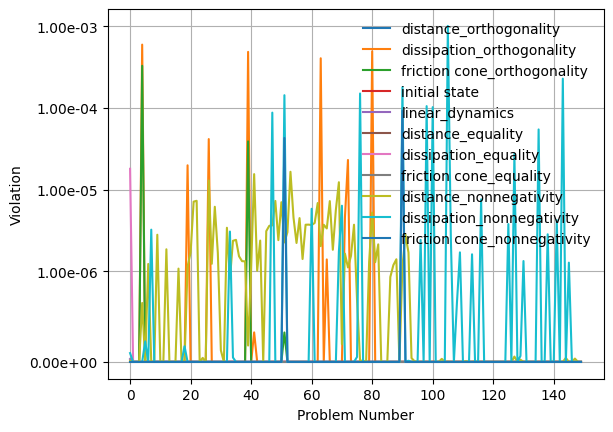 1.00e-03
1.00e-04
1.00e-05
1.00e-06
0.00e+00
Violation
distance_orthogonality
dissipation_orthogonality
friction cone_orthogonality
initial state
linear_dynamics
distance_equality
dissipation_equality
friction cone_equality
distance_nonnegativity
dissipation_nonnegativity
friction cone_nonnegativity
0 20 40 60 80 100 120 140
Problem Number